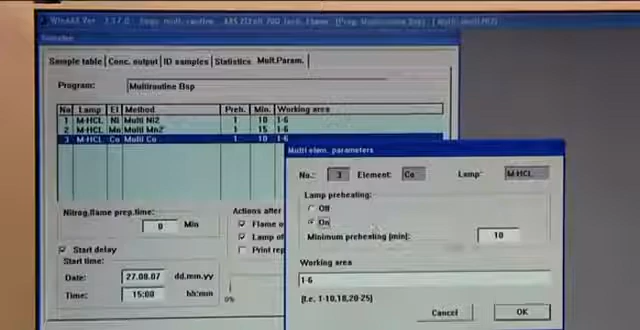 WinAAS Ver
Sample table Conc. output ID samples Statistics Mult.Param.
Program: Multiroutine Bsp
No Lamp El Method Preh. Min. Working area
1 M-HCL Ni Multi Ni2 1 10 1-6
2 M-HCL Mn Multi Mn2 1 15 1-6
3 M-HCL Co Multi Co 1 10 1-6
Multi elem. parameters
No.: 3 Element: Co Lamp: M-HCL
Lamp preheating:
Off
On
Minimum preheating [min]: 10
Working area
1-6
[i.e. 1-10,18,20-25]
Cancel OK
Nitrog.flame prep.time:
0 Min
Actions after
Flame o
Lamp of
Print rep
0%
Start delay
Start time:
Date: 27.08.07 dd.mm.yy
Time: 15:00 hh:mm